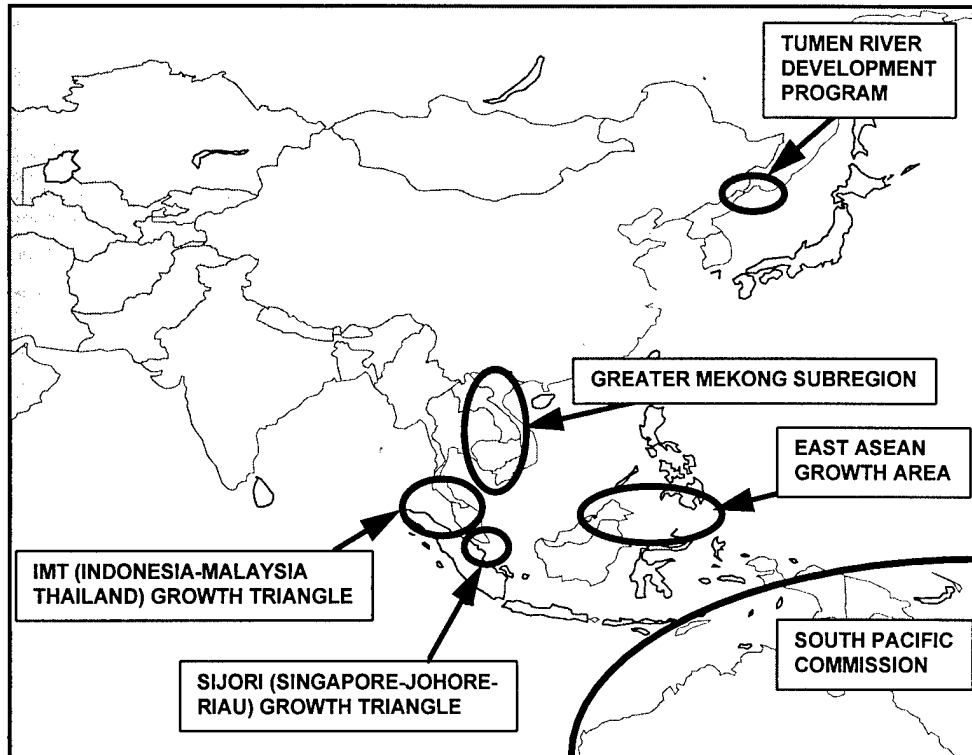 TUMEN RIVER
DEVELOPMENT
PROGRAM
GREATER MEKONG SUBREGION
EAST ASEAN
GROWTH AREA
IMT (INDONESIA-MALAYSIA
THAILAND) GROWTH TRIANGLE
SOUTH PACIFIC
COMMISSION
SIJORI (SINGAPORE-JOHORE-
RIAU) GROWTH TRIANGLE